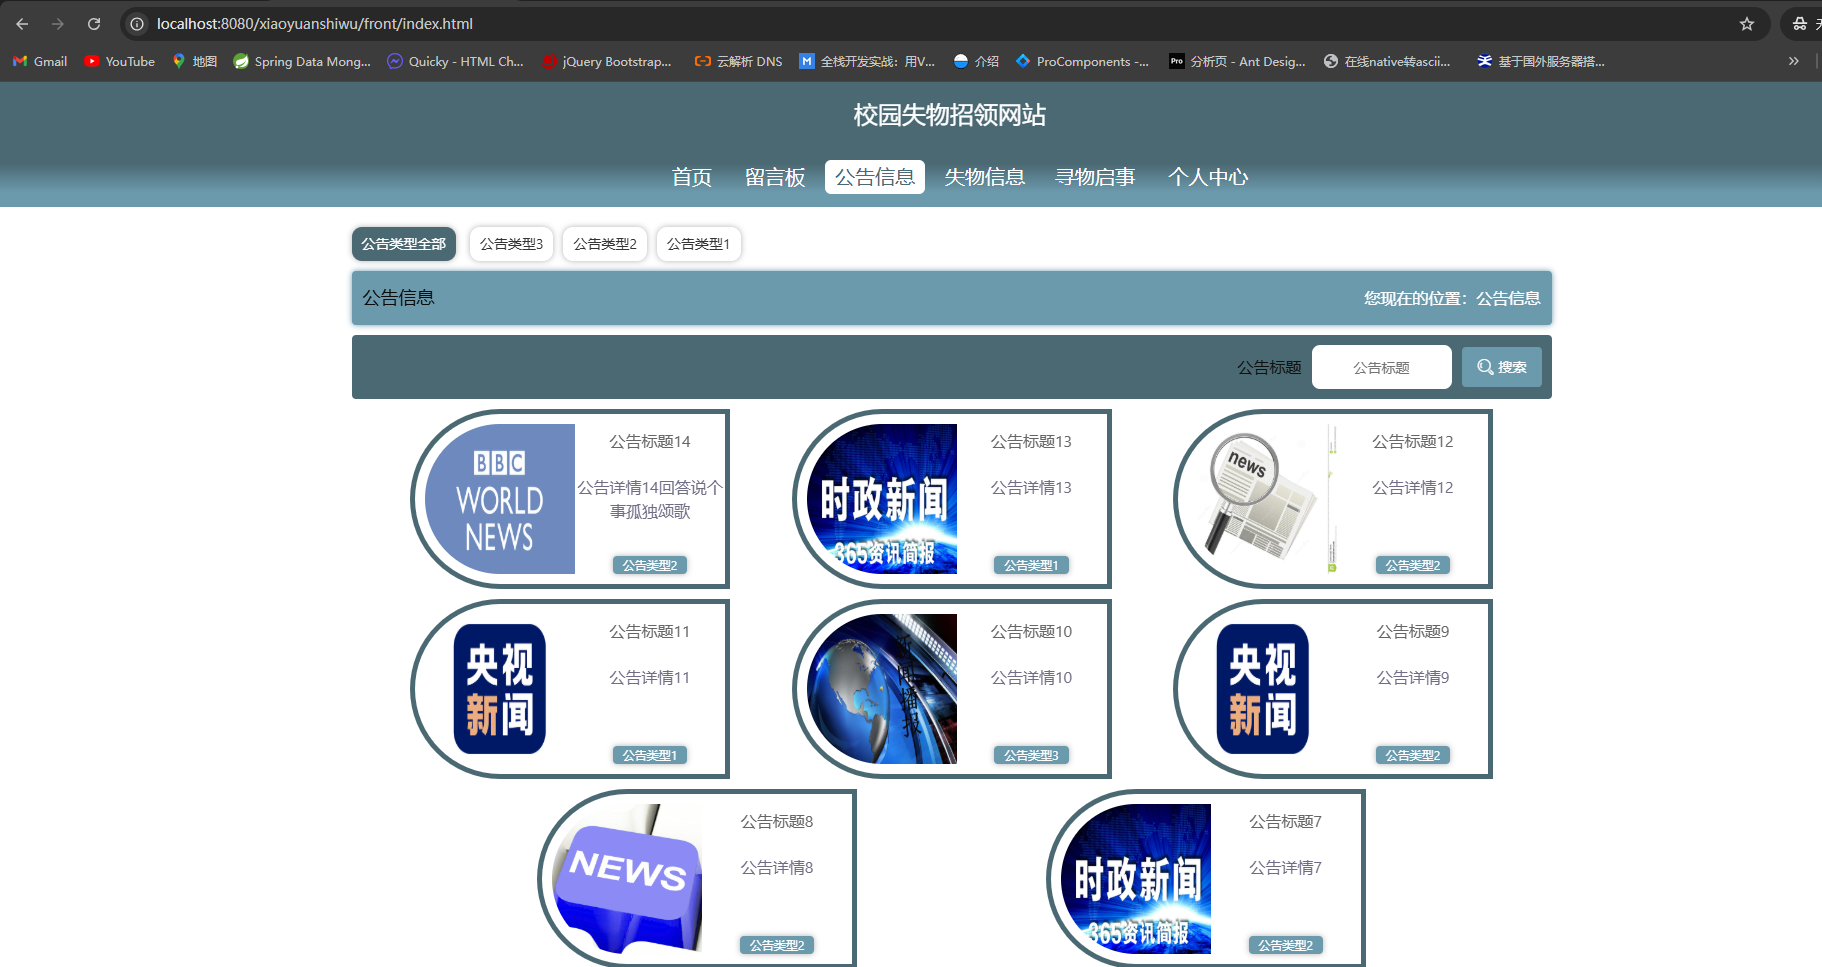 localhost:8080/xiaoyuanshiwu/front/index.html
Gmail
YouTube
地图
Spring Data Mong...
Quicky - HTML Ch...
jQuery Bootstrap...
云解析 DNS
全栈开发实战：用V...
介绍
ProComponents -...
分析页 - Ant Desig...
在线native转ascii...
基于国外服务器搭...
校园失物招领网站
首页 留言板 公告信息 失物信息 寻物启事 个人中心
公告类型全部 公告类型3 公告类型2 公告类型1
公告信息
您现在的位置：公告信息
公告标题 公告标题 搜索
BBC
WORLD
NEWS
公告标题14
公告详情14回答说个
事孤独颂歌
公告类型2
时政新闻
365资讯简报
公告标题13
公告详情13
公告类型1
news
公告标题12
公告详情12
公告类型2
央视
新闻
公告标题11
公告详情11
公告类型1
新闻播报
公告标题10
公告详情10
公告类型3
央视
新闻
公告标题9
公告详情9
公告类型2
NEWS
公告标题8
公告详情8
公告类型2
时政新闻
365资讯简报
公告标题7
公告详情7
公告类型2